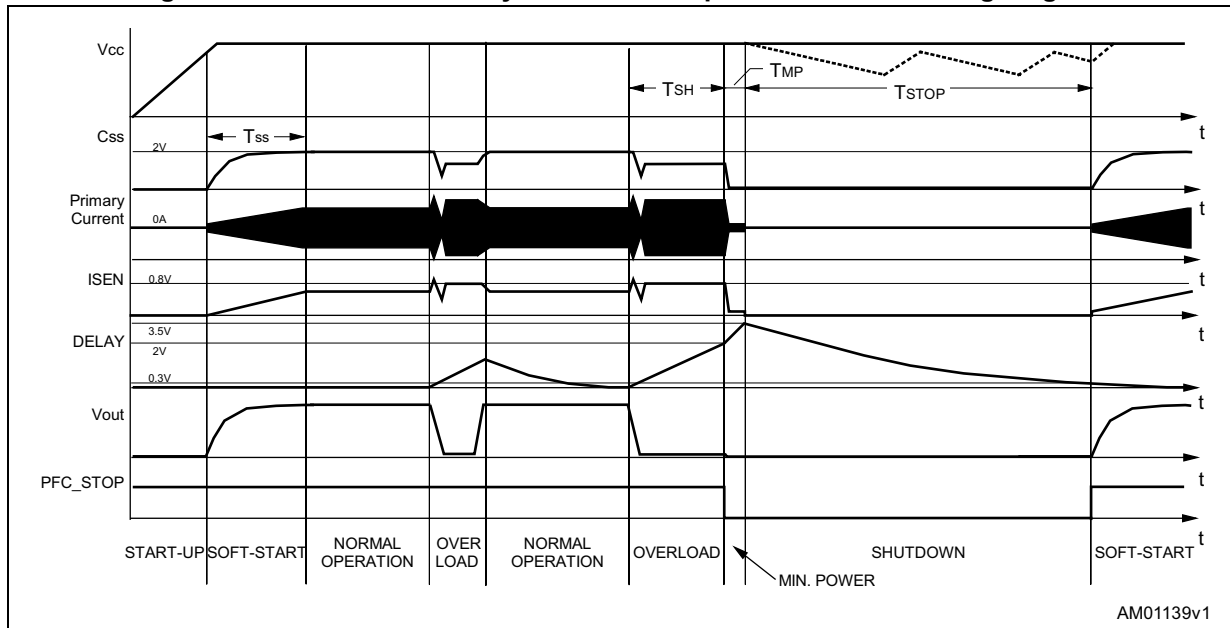 Vcc
TMP
TSH
TSTOP
t
Css
2V
Tss
t
Primary
Current
0A
t
ISEN
0.8V
t
DELAY
3.5V
2V
0.3V
t
Vout
t
PFC_STOP
t
START-UP
SOFT-START
NORMAL
OPERATION
OVER
LOAD
NORMAL
OPERATION
OVERLOAD
MIN. POWER
SHUTDOWN
SOFT-START
AM01139v1